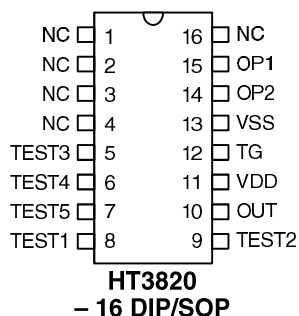 NC 1 16 NC
NC 2 15 OP1
NC 3 14 OP2
NC 4 13 VSS
TEST3 5 12 TG
TEST4 6 11 VDD
TEST5 7 10 OUT
TEST1 8 9 TEST2
HT3820
– 16 DIP/SOP